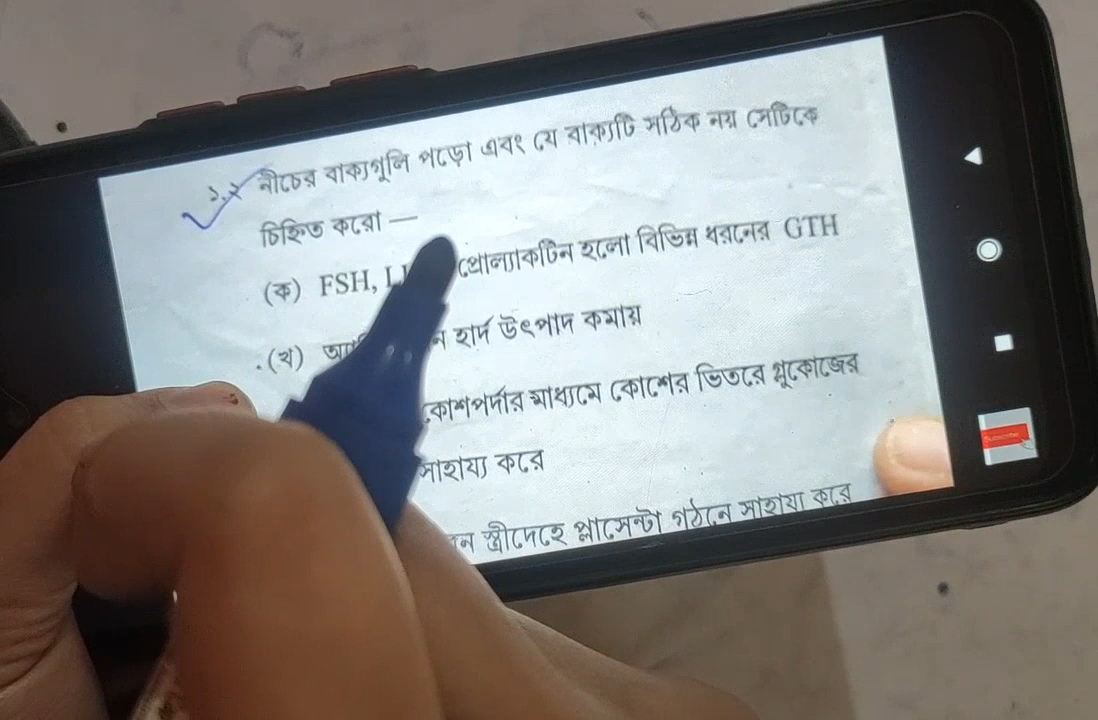 ১.২ নীচের বাক্যগুলি পড়ো এবং যে বাক্যটি সঠিক নয় সেটিকে
চিহ্নিত করো —
(ক) FSH, প্রোল্যাকটিন হলো বিভিন্ন ধরনের GTH
(খ) হার্দ উৎপাদ কমায়
কোশপর্দার মাধ্যমে কোশের ভিতরে গ্লুকোজের
সাহায্য করে
স্ত্রীদেহে প্লাসেন্টা গঠনে সাহায্য করে